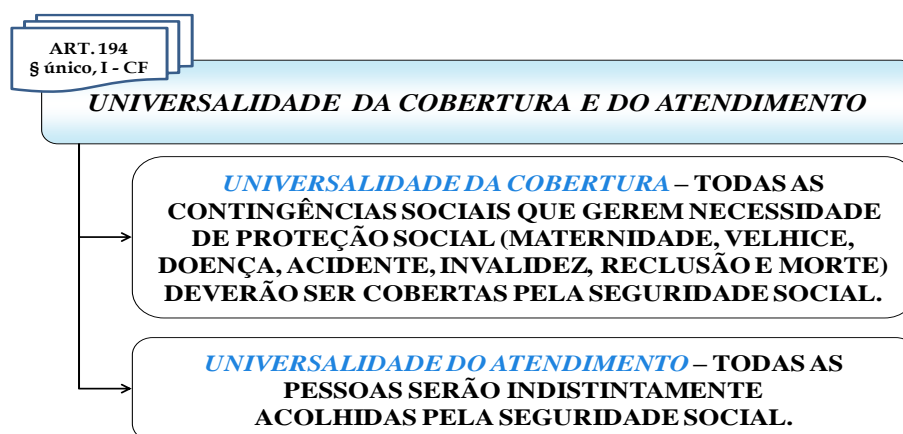 ART. 194
§ único, I - CF
UNIVERSALIDADE DA COBERTURA E DO ATENDIMENTO
UNIVERSALIDADE DA COBERTURA – TODAS AS
CONTINGÊNCIAS SOCIAIS QUE GEREM NECESSIDADE
DE PROTEÇÃO SOCIAL (MATERNIDADE, VELHICE,
DOENÇA, ACIDENTE, INVALIDEZ, RECLUSÃO E MORTE)
DEVERÃO SER COBERTAS PELA SEGURIDADE SOCIAL.
UNIVERSALIDADE DO ATENDIMENTO – TODAS AS
PESSOAS SERÃO INDISTINTAMENTE
ACOLHIDAS PELA SEGURIDADE SOCIAL.